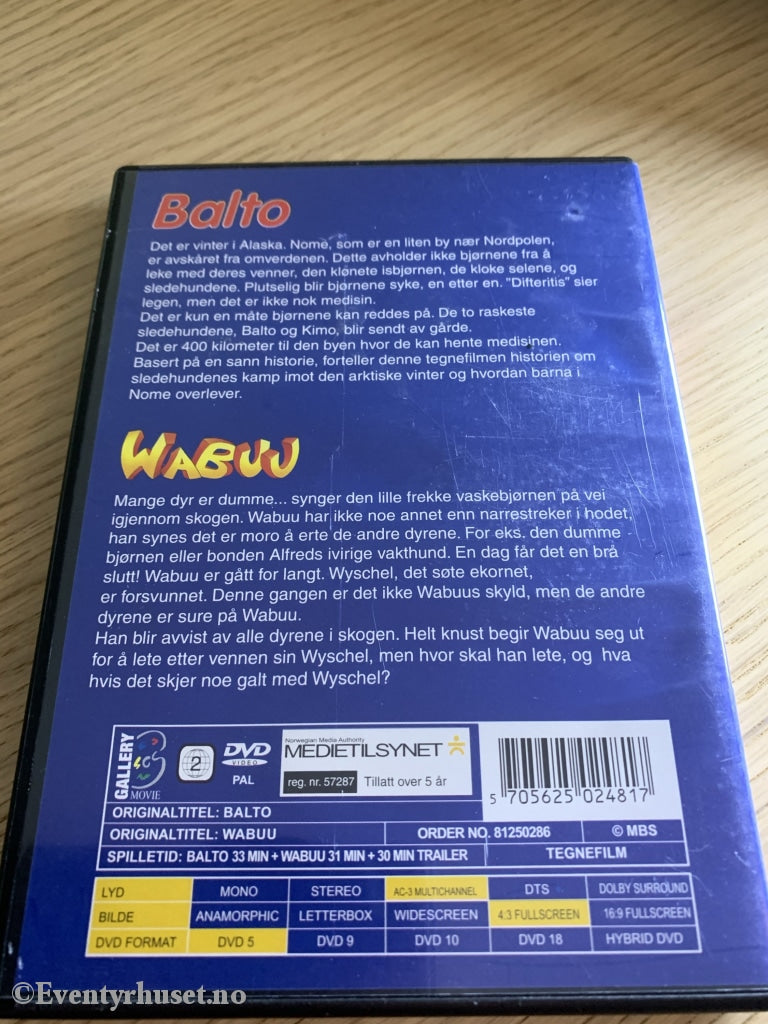 Balto
Det er vinter i Alaska. Nome, som er en liten by nær Nordpolen,
er avskåret fra omverdenen. Dette avholder ikke bjørnene fra å
leke med deres venner, den klønete isbjørnen, de kloke selene, og
sledehundene. Plutselig blir bjørnene syke, en etter en. "Difteritis" sier
legen, men det er ikke nok medisin.
Det er kun en måte bjørnene kan reddes på. De to raskeste
sledehundene, Balto og Kimo, blir sendt av gårde.
Det er 400 kilometer til den byen hvor de kan hente medisinen.
Basert på en sann historie, forteller denne tegnefilmen historien om
sledehundenes kamp imot den arktiske vinter og hvordan barna i
Nome overlever.
WABUU
Mange dyr er dumme... synger den lille frekke vaskebjørnen på vei
igjennom skogen. Wabuu har ikke noe annet enn narrestreker i hodet,
han synes det er moro å erte de andre dyrene. For eks. den dumme
bjørnen eller bonden Alfreds ivirige vakthund. En dag får det en brå
slutt! Wabuu er gått for langt. Wyschel, det søte ekornet,
er forsvunnet. Denne gangen er det ikke Wabuus skyld, men de andre
dyrene er sure på Wabuu.
Han blir avvist av alle dyrene i skogen. Helt knust begir Wabuu seg ut
for å lete etter vennen sin Wyschel, men hvor skal han lete, og hva
hvis det skjer noe galt med Wyschel?
GALLERY
MOVIE
2
DVD
VIDEO
PAL
Norwegian Media Authority
MEDIETILSYNET
reg. nr. 57287 Tillatt over 5 år
5 705625 024817
ORIGINALTITEL: BALTO
ORIGINALTITEL: WABUU ORDER NO. 81250286 © MBS
SPILLETID: BALTO 33 MIN + WABUU 31 MIN + 30 MIN TRAILER TEGNEFILM
LYD MONO STEREO AC-3 MULTICHANNEL DTS DOLBY SURROUND
BILDE ANAMORPHIC LETTERBOX WIDESCREEN 4:3 FULLSCREEN 16:9 FULLSCREEN
DVD FORMAT DVD 5 DVD 9 DVD 10 DVD 18 HYBRID DVD
©Eventyrhuset.no